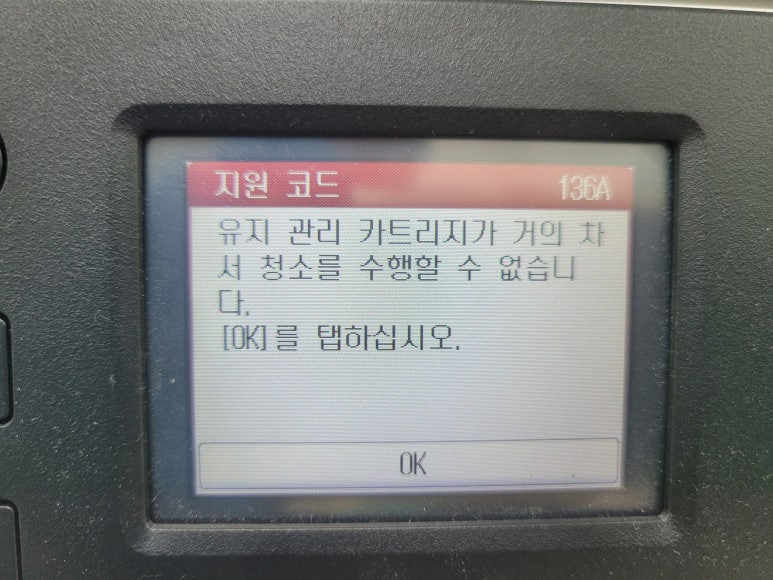 지원 코드 136A
유지 관리 카트리지가 거의 차
서 청소를 수행할 수 없습니
다.
[OK]를 탭하십시오.
OK